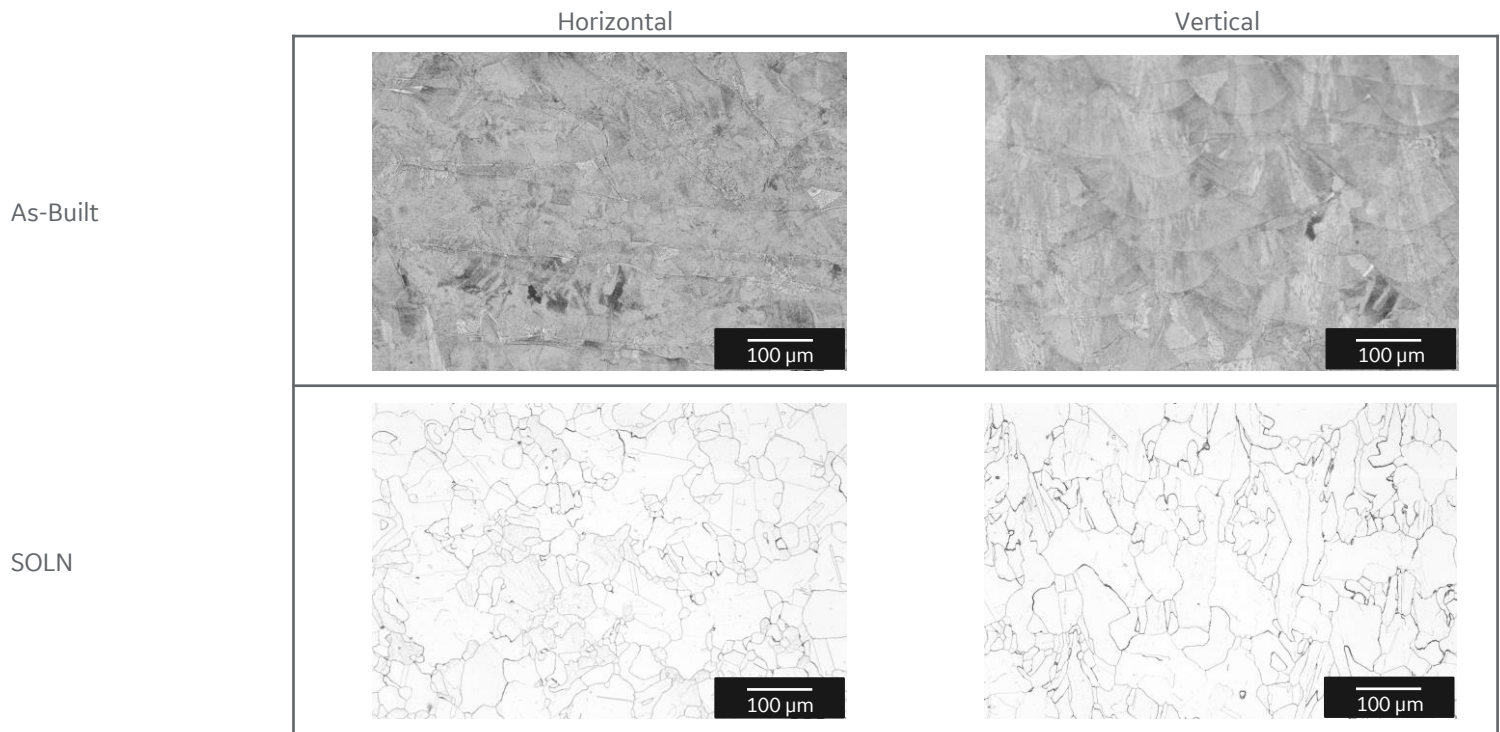 Horizontal Vertical
As-Built
100 µm 100 µm
SOLN
100 µm 100 µm